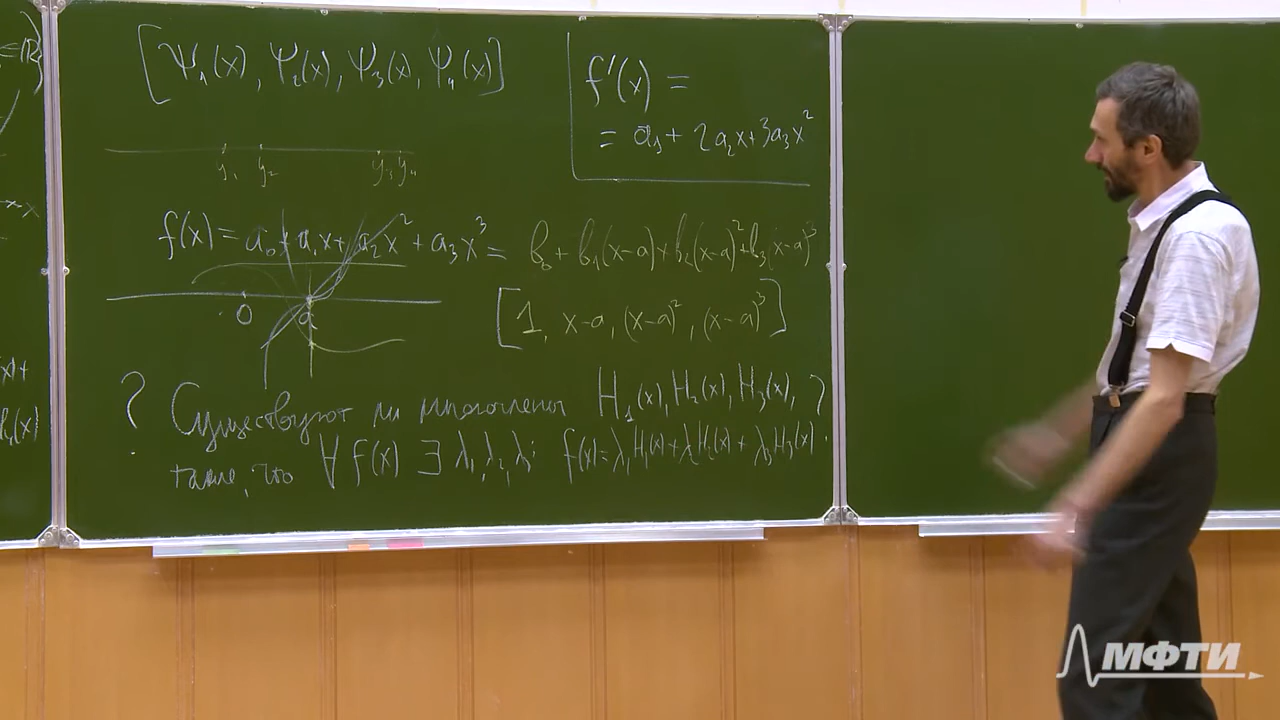 [Ψ₁(x), Ψ₂(x), Ψ₃(x), Ψ₄(x)]
f'(x) =
= a₁ + 2a₂x + 3a₃x²
y₁ y₂ y₃ y₄
f(x) = a₀ + a₁x + a₂x² + a₃x³ = b₀ + b₁(x-a) + b₂(x-a)² + b₃(x-a)³
0 a
[1, x-a, (x-a)², (x-a)³]
? Существуют ли многочлены H₁(x), H₂(x), H₃(x), ?
такие, что ∀ f(x) ∃ λ₁, λ₂, λ₃: f(x) = λ₁H₁(x) + λ₂H₂(x) + λ₃H₃(x)
МФТИ